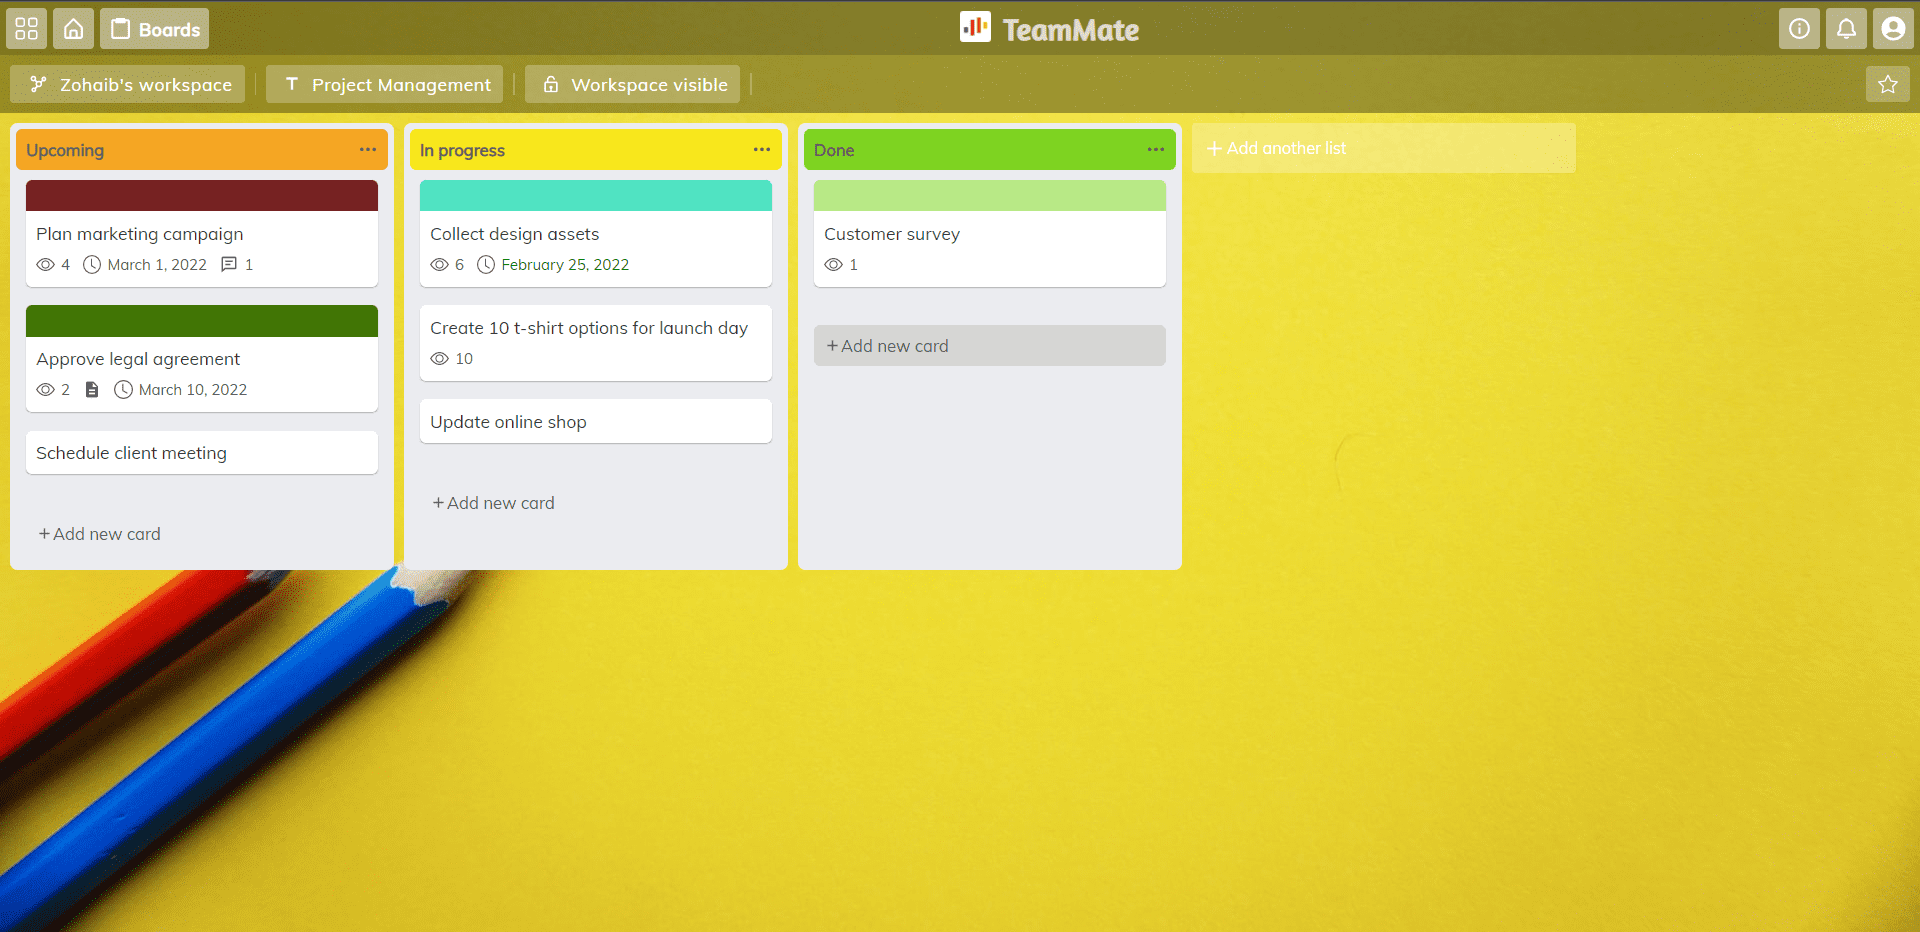 Boards
TeamMate
Zohaib's workspace
Project Management
Workspace visible
Upcoming
Plan marketing campaign
4 March 1, 2022 1
Approve legal agreement
2 March 10, 2022
Schedule client meeting
+ Add new card
In progress
Collect design assets
6 February 25, 2022
Create 10 t-shirt options for launch day
10
Update online shop
+ Add new card
Done
Customer survey
1
+ Add new card
+ Add another list